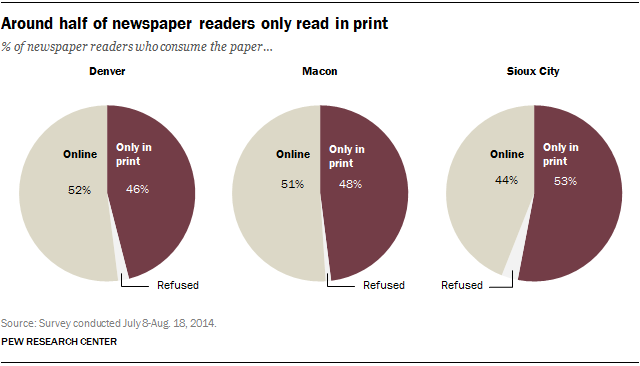 Around half of newspaper readers only read in print
% of newspaper readers who consume the paper...
Denver
Macon
Sioux City
Online
52%
Only in
print
46%
Refused
Online
51%
Only in
print
48%
Refused
Online
44%
Only in
print
53%
Refused
Source: Survey conducted July 8-Aug. 18, 2014.
PEW RESEARCH CENTER